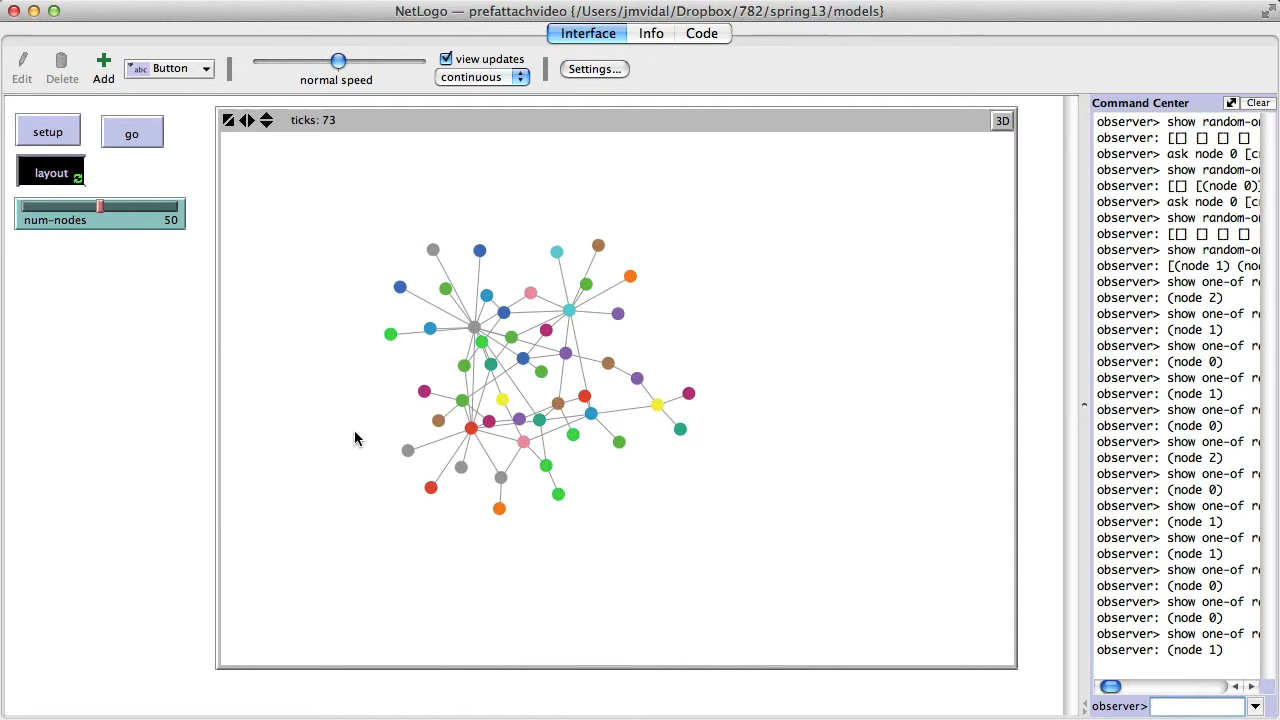 NetLogo — prefattachvideo {/Users/jmvidal/Dropbox/782/spring13/models}
Interface Info Code
Edit Delete Add abc Button normal speed view updates continuous Settings...
setup go
layout
num-nodes 50
ticks: 73 3D
Command Center Clear
observer> show random-o
observer: [[] [] [] []
ask node 0 [c
observer> show random-o
observer: [[] [(node 0)]
observer> ask node 0 [c
observer> show random-o
observer: [[] [] [] []
observer> show random-o
observer: [(node 1) (no
observer> show one-of r
observer: (node 2)
observer> show one-of r
observer: (node 1)
observer> show one-of r
observer: (node 0)
observer> show one-of r
observer: (node 1)
observer> show one-of r
observer: (node 0)
observer> show one-of r
observer: (node 2)
observer> show one-of r
observer: (node 0)
observer> show one-of r
observer: (node 1)
observer> show one-of r
observer: (node 1)
observer> show one-of r
observer: (node 0)
observer> show one-of r
observer: (node 0)
observer> show one-of r
observer: (node 1)
observer>